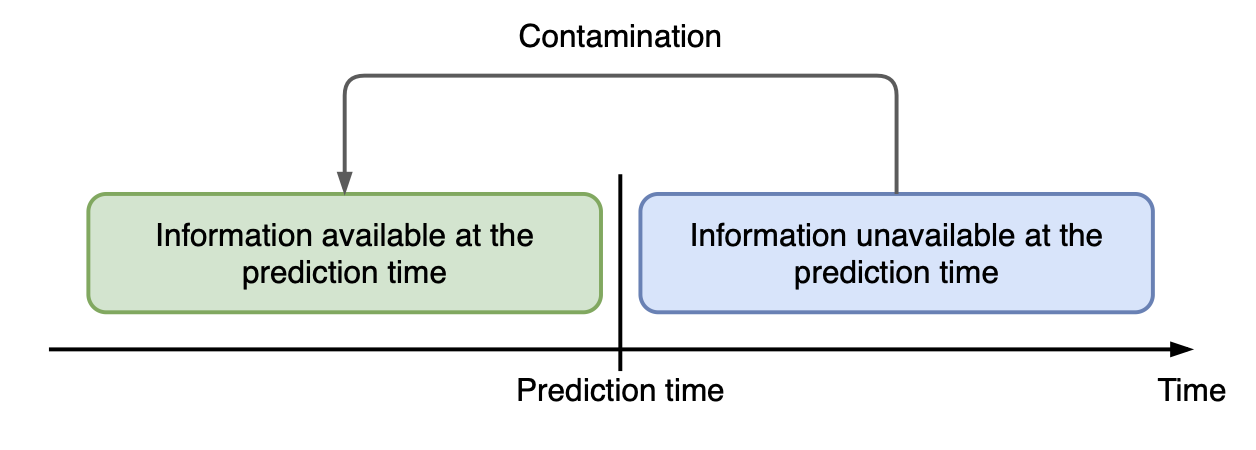 Contamination
Information available at the
prediction time
Information unavailable at the
prediction time
Prediction time
Time